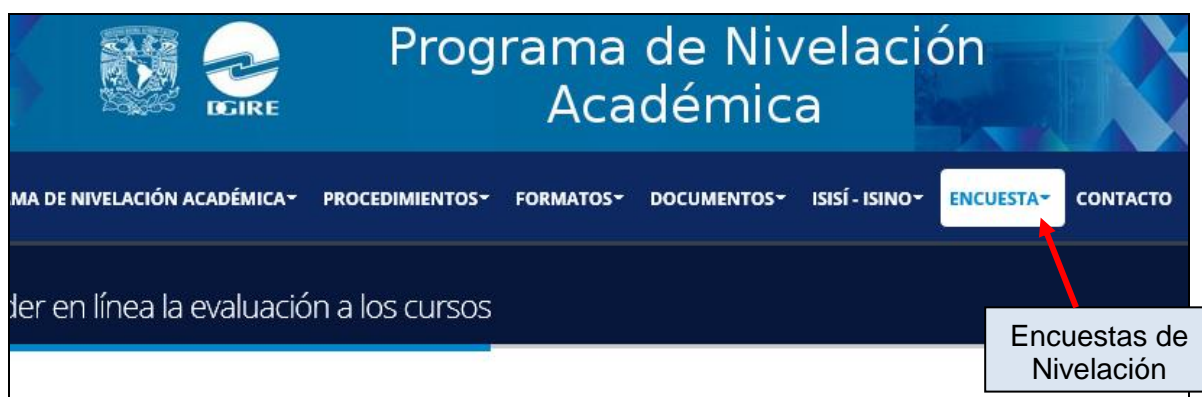 Programa de Nivelación
Académica
DGIRE
MA DE NIVELACIÓN ACADÉMICA PROCEDIMIENTOS FORMATOS DOCUMENTOS ISISÍ - ISINO ENCUESTA CONTACTO
der en línea la evaluación a los cursos
Encuestas de
Nivelación